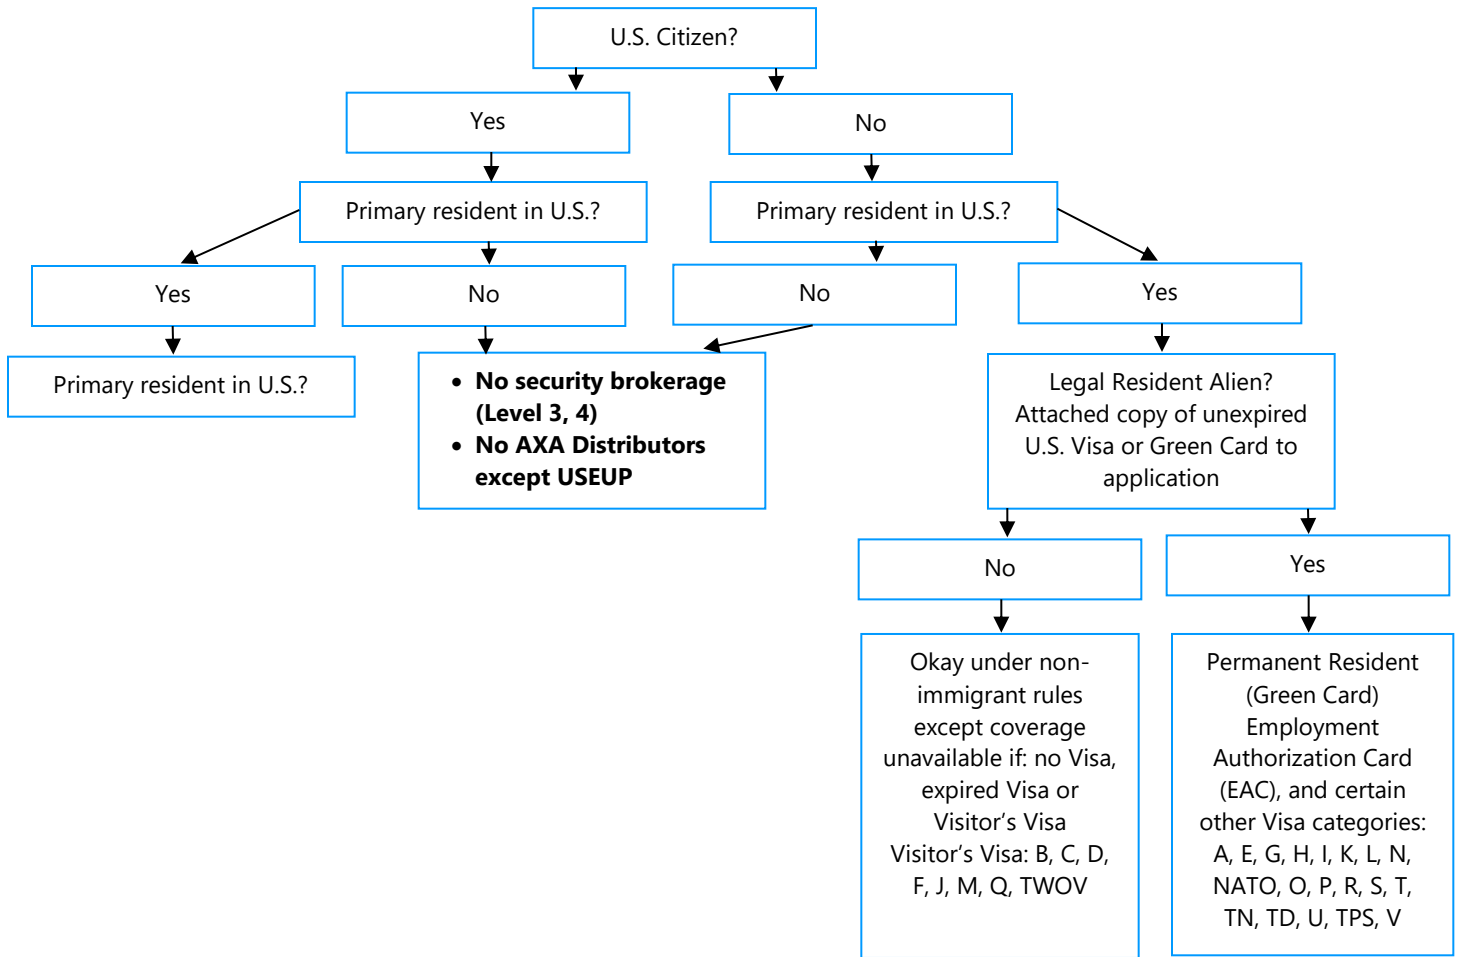 U.S. Citizen?
Yes
No
Primary resident in U.S.?
Primary resident in U.S.?
Yes
No
No
Yes
Primary resident in U.S.?
• No security brokerage
(Level 3, 4)
• No AXA Distributors
except USEUP
Legal Resident Alien?
Attached copy of unexpired
U.S. Visa or Green Card to
application
No
Yes
Okay under non-
immigrant rules
except coverage
unavailable if: no Visa,
expired Visa or
Visitor’s Visa
Visitor’s Visa: B, C, D,
F, J, M, Q, TWOV
Permanent Resident
(Green Card)
Employment
Authorization Card
(EAC), and certain
other Visa categories:
A, E, G, H, I, K, L, N,
NATO, O, P, R, S, T,
TN, TD, U, TPS, V